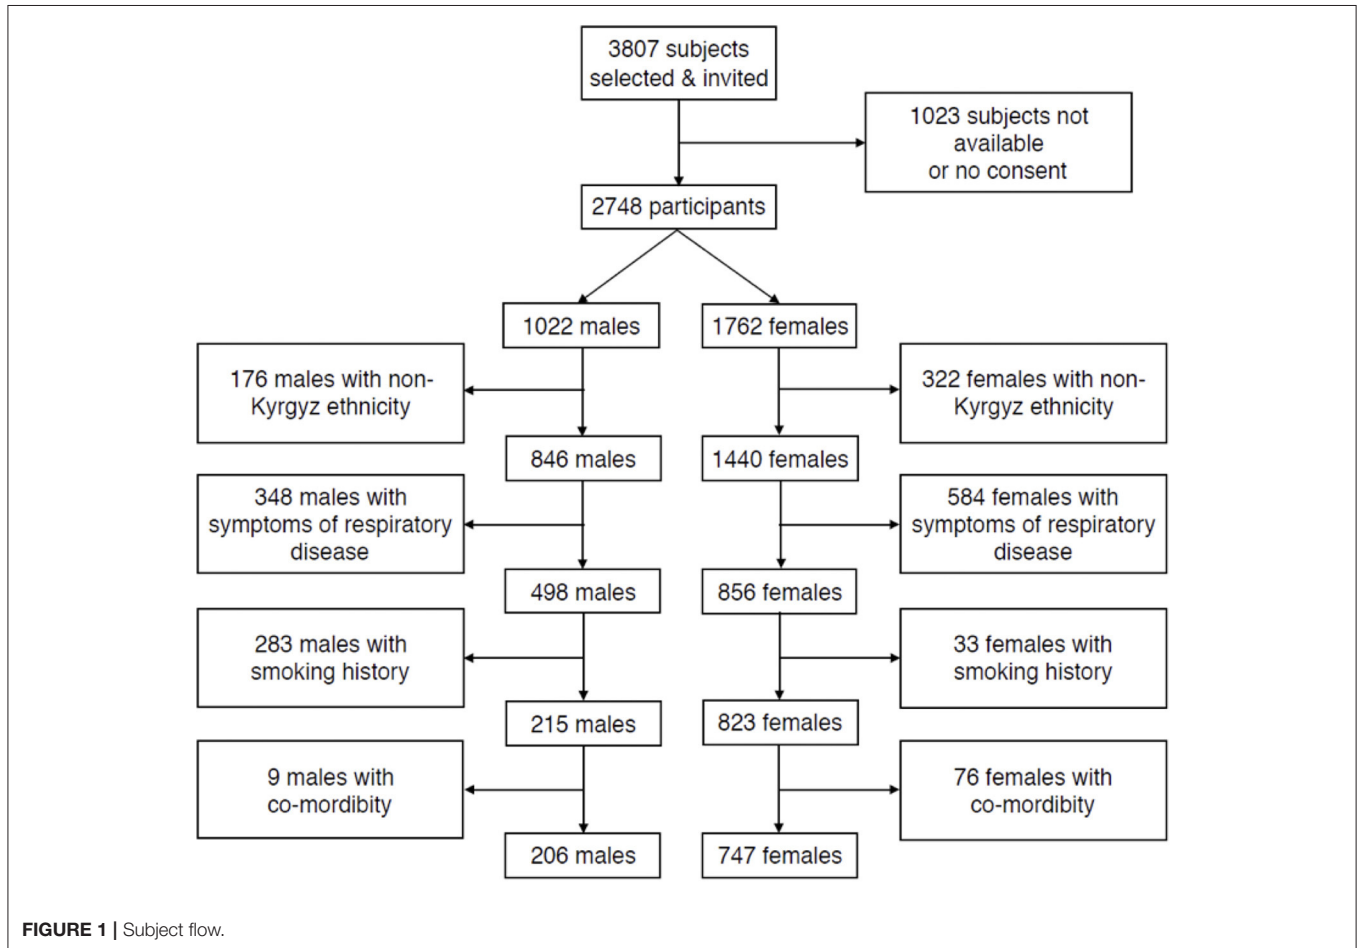 3807 subjects
selected & invited
1023 subjects not
available
or no consent
2748 participants
1022 males
1762 females
176 males with non-
Kyrgyz ethnicity
322 females with non-
Kyrgyz ethnicity
846 males
1440 females
348 males with
symptoms of respiratory
disease
584 females with
symptoms of respiratory
disease
498 males
856 females
283 males with
smoking history
33 females with
smoking history
215 males
823 females
9 males with
co-mordibity
76 females with
co-mordibity
206 males
747 females
FIGURE 1 | Subject flow.